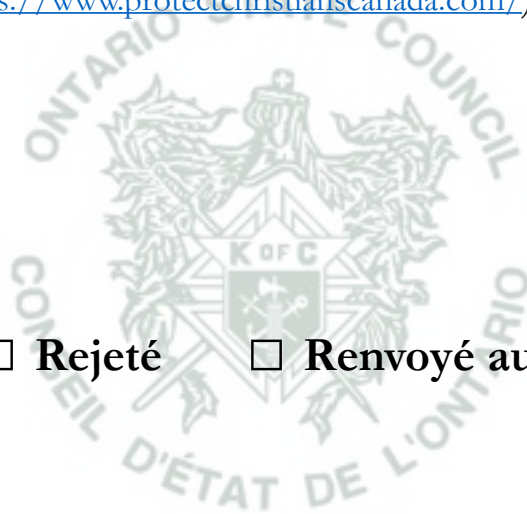 s://www.protectchristianscanada.com/)
ONTARIO STATE COUNCIL
K OF C
□ Rejeté □ Renvoyé au
CONSEIL D'ÉTAT DE L'ONTARIO